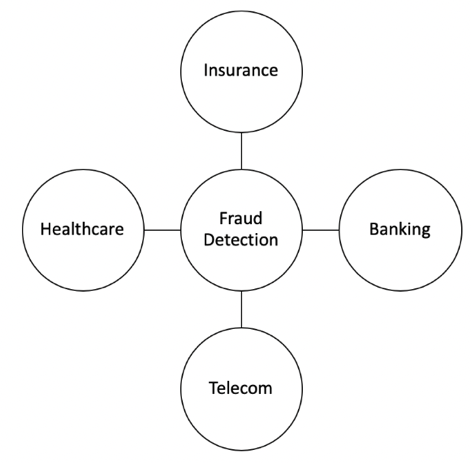 Insurance
Healthcare
Fraud
Detection
Banking
Telecom